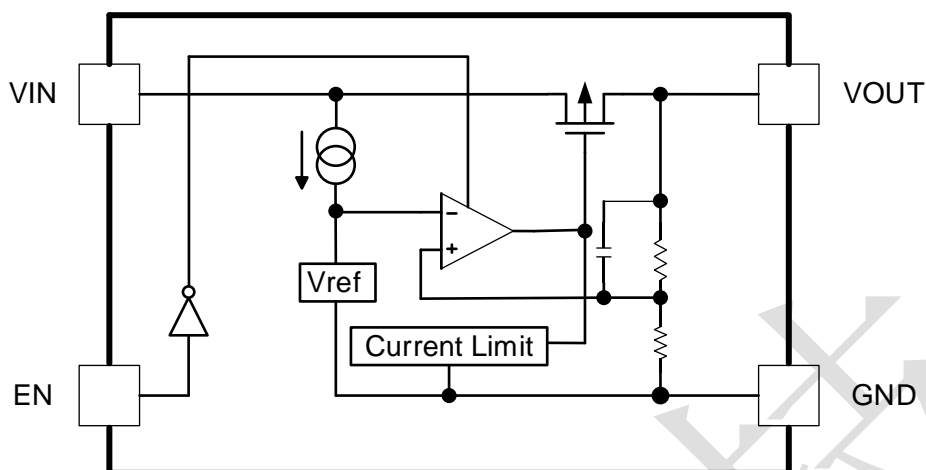 VIN
VOUT
−
+
Vref
Current Limit
EN
GND